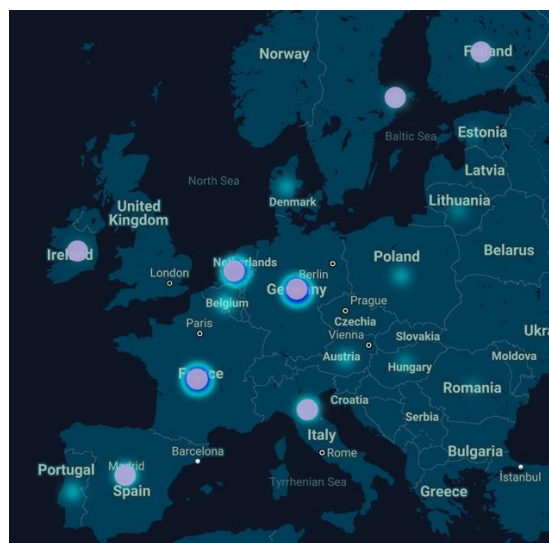 Norway
Finland
Baltic Sea
Estonia
Latvia
North Sea
Denmark
Lithuania
United
Kingdom
Ireland
Belarus
Netherlands
Poland
London
Berlin
Germany
Belgium
Prague
Paris
Czechia
Ukra
Vienna
Slovakia
Austria
Moldova
Hungary
France
Romania
Croatia
Serbia
Italy
Barcelona
Rome
Bulgaria
Madrid
Portugal
İstanbul
Tyrrhenian Sea
Spain
Greece